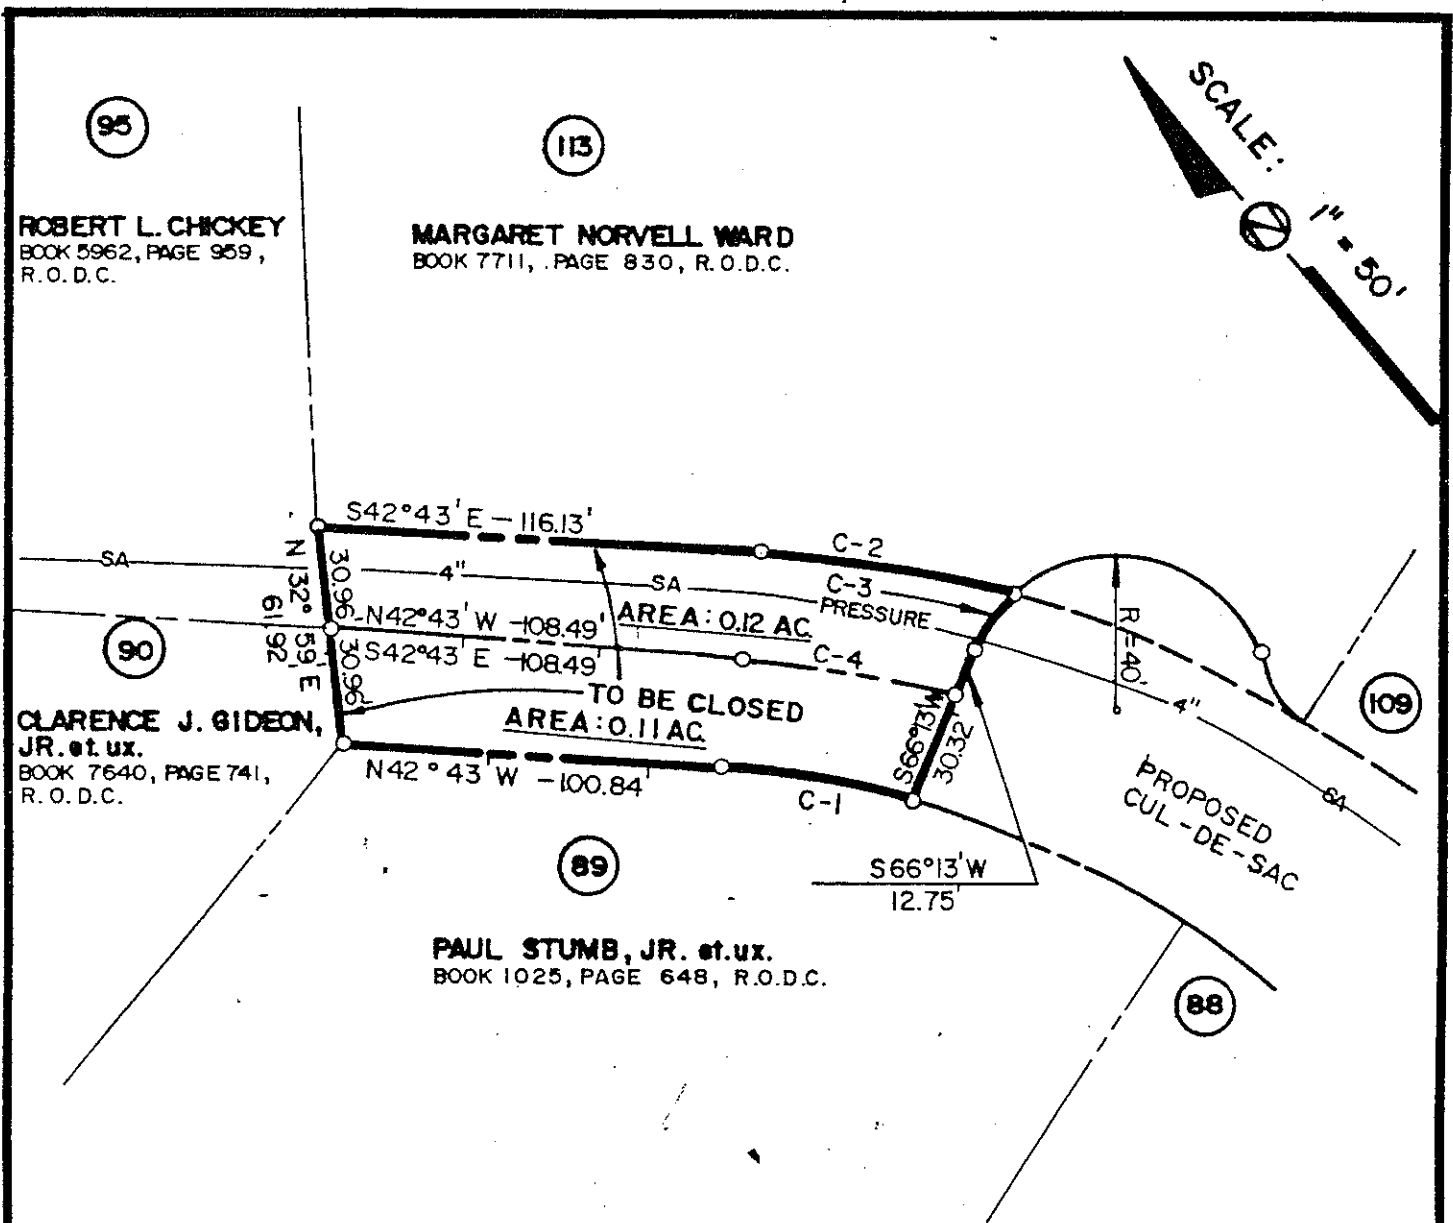 95
113
SCALE: 1" = 50'
N
ROBERT L. CHICKEY
BOOK 5962, PAGE 959,
R.O.D.C.
MARGARET NORVELL WARD
BOOK 7711, PAGE 830, R.O.D.C.
S42°43'E - 116.13'
C-2
SA
4"
SA
C-3
PRESSURE
N 32° 59' E
61.92
30.96'
30.96'
N42°43'W - 108.49'
S42°43'E - 108.49'
AREA: 0.12 AC.
C-4
R=40'
90
TO BE CLOSED
AREA: 0.11 AC.
S66°13'W
30.32'
4"
109
CLARENCE J. GIDEON,
JR. et. ux.
BOOK 7640, PAGE 741,
R.O.D.C.
N42°43'W - 100.84'
C-1
PROPOSED
CUL-DE-SAC
SA
89
S66°13'W
12.75'
PAUL STUMB, JR. et. ux.
BOOK 1025, PAGE 648, R.O.D.C.
88